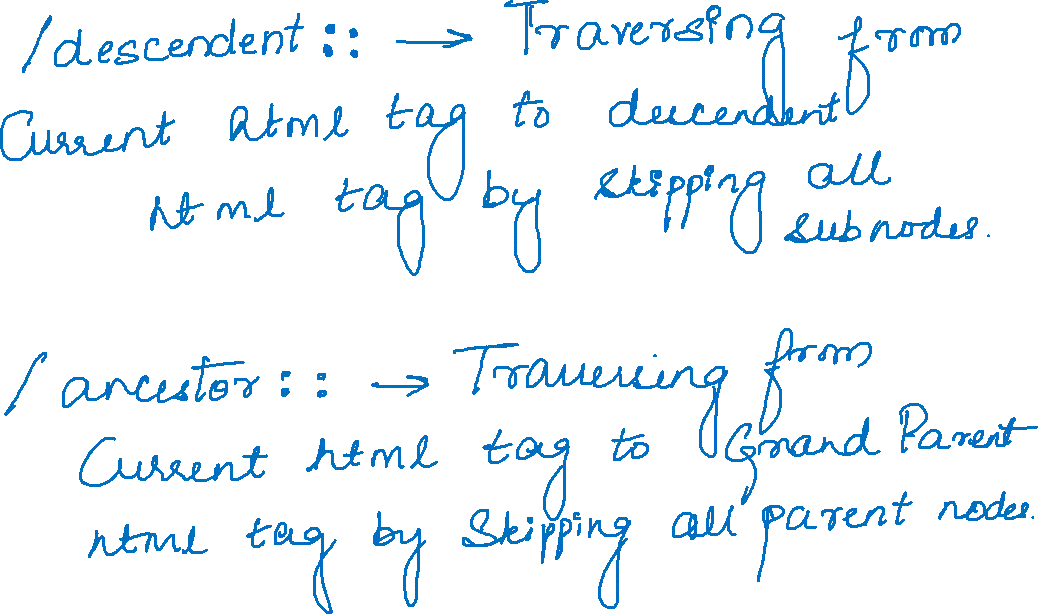 /descendent :: → Traversing from
Current html tag to decendent
html tag by skipping all
subnodes.
/ ancestor :: → Traversing from
Current html tag to Grand Parent
html tag by Skipping all parent nodes.